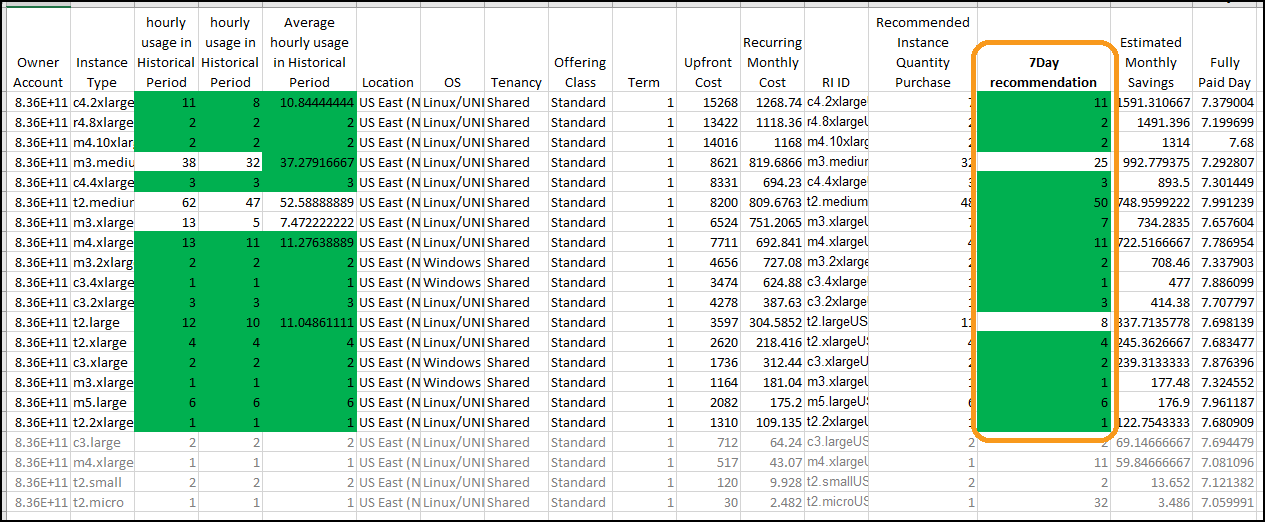 Owner Account Instance Type hourly usage in Historical Period hourly usage in Historical Period Average hourly usage in Historical Period Location OS Tenancy Offering Class Term Upfront Cost Recurring Monthly Cost RI ID Recommended Instance Quantity Purchase 7Day recommendation Estimated Monthly Savings Fully Paid Day
8.36E+11 c4.2xlarge 11 8 10.84444444 US East (N Linux/UNI Shared Standard 1 15268 1268.74 c4.2xlargeU 11 1591.310667 7.379004
8.36E+11 r4.8xlarge 2 2 2 US East (N Linux/UNI Shared Standard 1 13422 1118.36 r4.8xlargeU 2 1491.396 7.199699
8.36E+11 m4.10xlar 2 2 2 US East (N Linux/UNI Shared Standard 1 14016 1168 m4.10xlarg 2 1314 7.68
8.36E+11 m3.mediu 38 32 37.27916667 US East (N Linux/UNI Shared Standard 1 8621 819.6866 m3.medium 32 25 992.779375 7.292807
8.36E+11 c4.4xlarge 3 3 3 US East (N Linux/UNI Shared Standard 1 8331 694.23 c4.4xlargeU 3 893.5 7.301449
8.36E+11 t2.medium 62 47 52.58888889 US East (N Linux/UNI Shared Standard 1 8200 809.6763 t2.medium 48 50 748.9599222 7.991239
8.36E+11 m3.xlarge 13 5 7.472222222 US East (N Linux/UNI Shared Standard 1 6524 751.2065 m3.xlargeU 7 734.2835 7.657604
8.36E+11 m4.xlarge 13 11 11.27638889 US East (N Linux/UNI Shared Standard 1 7711 692.841 m4.xlargeU 4 11 722.5166667 7.786954
8.36E+11 m3.2xlarg 2 2 2 US East (N Windows Shared Standard 1 4656 727.08 m3.2xlarge 2 708.46 7.337903
8.36E+11 c3.4xlarge 1 1 1 US East (N Windows Shared Standard 1 3474 624.88 c3.4xlargeU 1 477 7.886099
8.36E+11 c3.2xlarge 3 3 3 US East (N Linux/UNI Shared Standard 1 4278 387.63 c3.2xlargeU 3 414.38 7.707797
8.36E+11 t2.large 12 10 11.04861111 US East (N Linux/UNI Shared Standard 1 3597 304.5852 t2.largeUS 11 8 337.7135778 7.698139
8.36E+11 t2.xlarge 4 4 4 US East (N Linux/UNI Shared Standard 1 2620 218.416 t2.xlargeUS 4 4 245.3626667 7.683477
8.36E+11 c3.xlarge 2 2 2 US East (N Windows Shared Standard 1 1736 312.44 c3.xlargeUS 2 2 239.3133333 7.876396
8.36E+11 m3.xlarge 1 1 1 US East (N Windows Shared Standard 1 1164 181.04 m3.xlargeU 1 177.48 7.324552
8.36E+11 m5.large 6 6 6 US East (N Linux/UNI Shared Standard 1 2082 175.2 m5.largeUS 6 6 176.9 7.961187
8.36E+11 t2.2xlarge 1 1 1 US East (N Linux/UNI Shared Standard 1 1310 109.135 t2.2xlargeU 1 122.7543333 7.680909
8.36E+11 c3.large 2 2 2 US East (N Linux/UNI Shared Standard 1 712 64.24 c3.largeUS 2 2 69.14666667 7.694479
8.36E+11 m4.xlarge 1 1 1 US East (N Linux/UNI Shared Standard 1 517 43.07 m4.xlargeU 1 11 59.84666667 7.081096
8.36E+11 t2.small 2 2 2 US East (N Linux/UNI Shared Standard 1 120 9.928 t2.smallUS 2 2 13.652 7.121382
8.36E+11 t2.micro 1 1 1 US East (N Linux/UNI Shared Standard 1 30 2.482 t2.microUS 1 32 3.486 7.059991